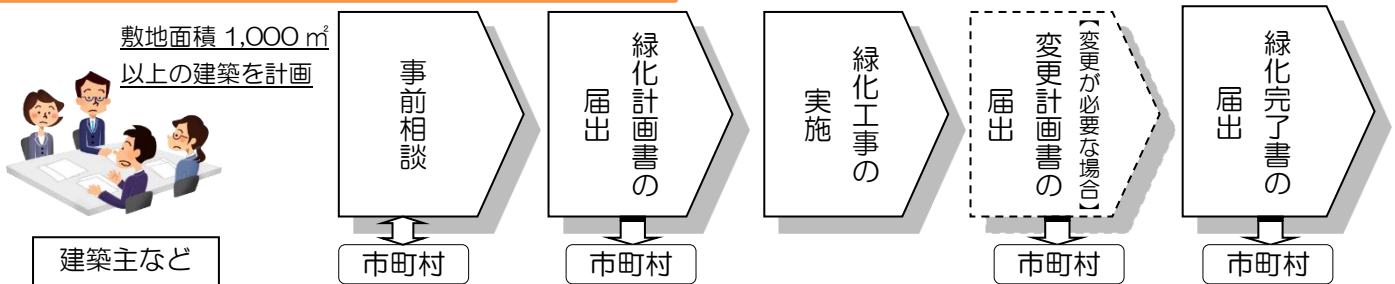 敷地面積 1,000 ㎡
以上の建築を計画
建築主など
事前相談
市町村
緑化計画書の
届出
市町村
緑化工事の
実施
【変更が必要な場合】
変更計画書の
届出
市町村
緑化完了書の
届出
市町村